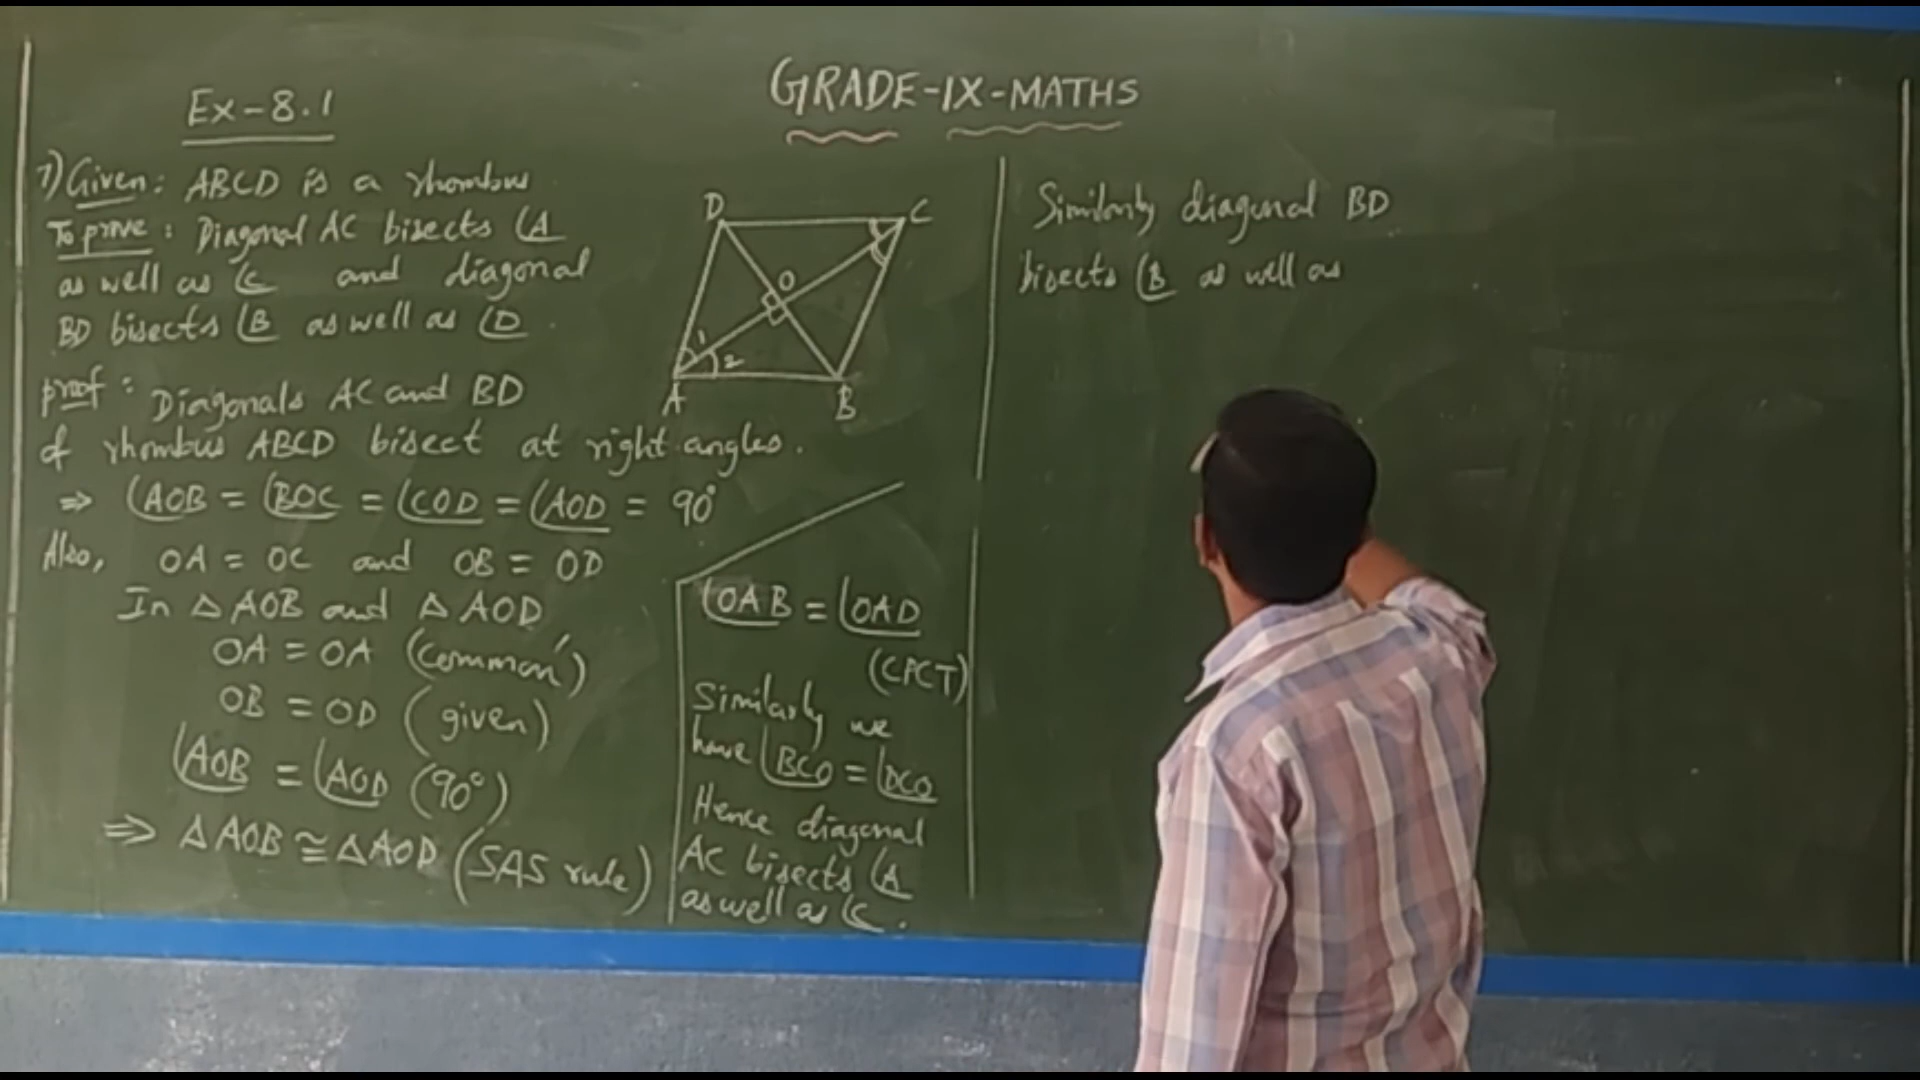 GRADE-IX-MATHS
Ex-8.1
7) Given: ABCD is a rhombus
To prove: Diagonal AC bisects ∠A
as well as ∠C and diagonal
BD bisects ∠B as well as ∠D.
proof: Diagonals AC and BD
of rhombus ABCD bisect at right angles.
⇒ ∠AOB = ∠BOC = ∠COD = ∠AOD = 90°
Also, OA = OC and OB = OD
In △ AOB and △ AOD
OA = OA (common)
OB = OD (given)
∠AOB = ∠AOD (90°)
⇒ △AOB ≅ △AOD (SAS rule)
D C
O
1
2
A B
∠OAB = ∠OAD
(CPCT)
Similarly we
have ∠BCO = ∠DCO
Hence diagonal
AC bisects ∠A
as well as ∠C.
Similarly diagonal BD
bisects ∠B as well as